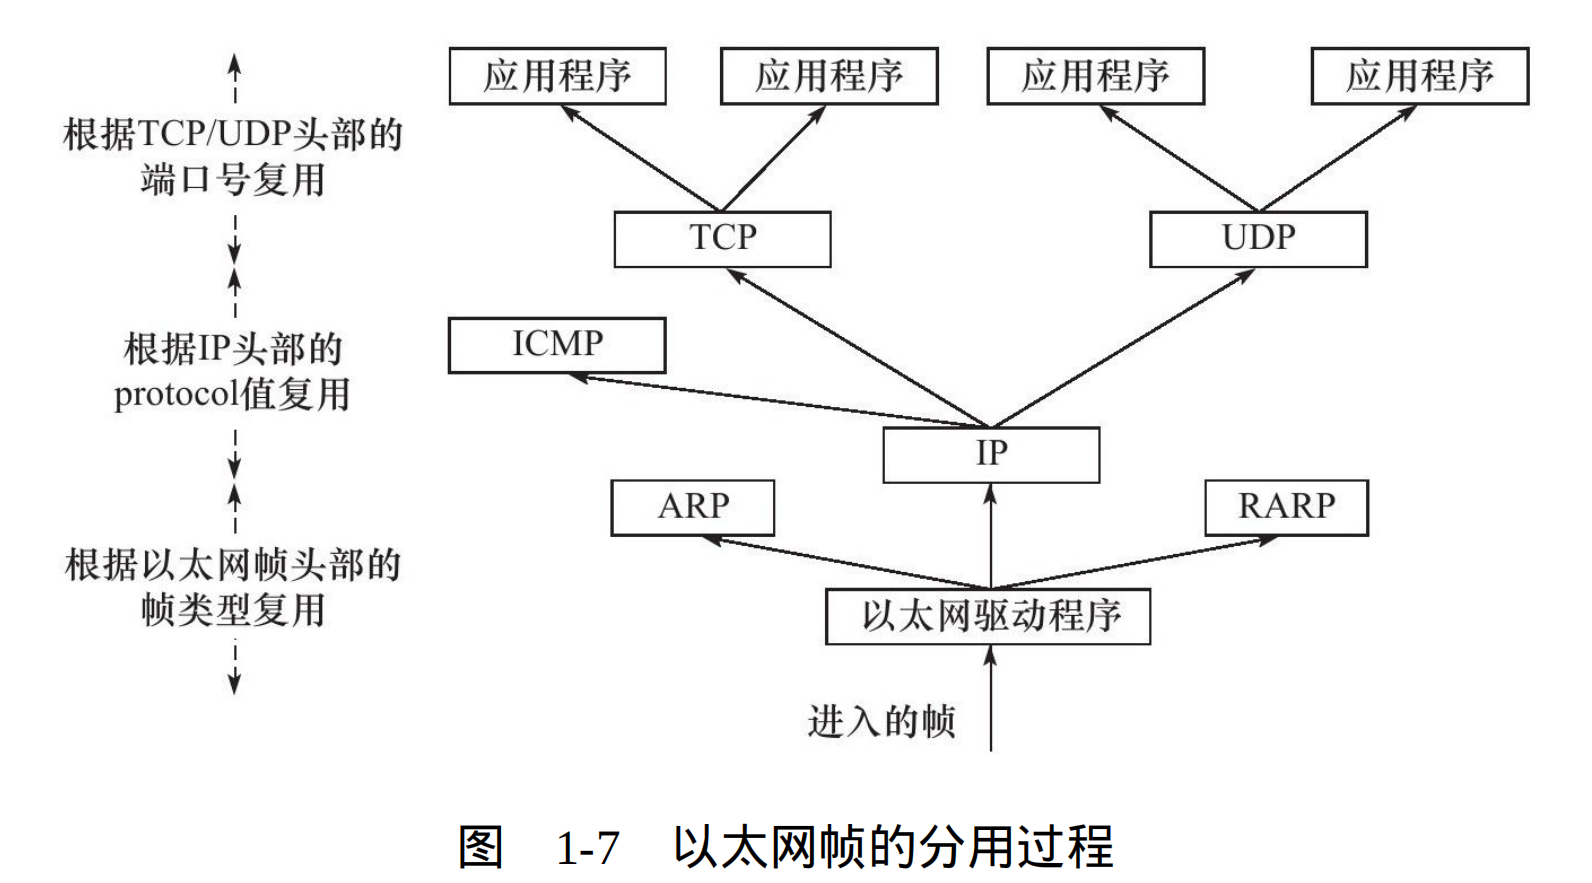 应用程序 应用程序 应用程序 应用程序
根据TCP/UDP头部的
端口号复用
TCP UDP
ICMP
根据IP头部的
protocol值复用
IP
ARP RARP
根据以太网帧头部的
帧类型复用
以太网驱动程序
进入的帧
图 1-7 以太网帧的分用过程